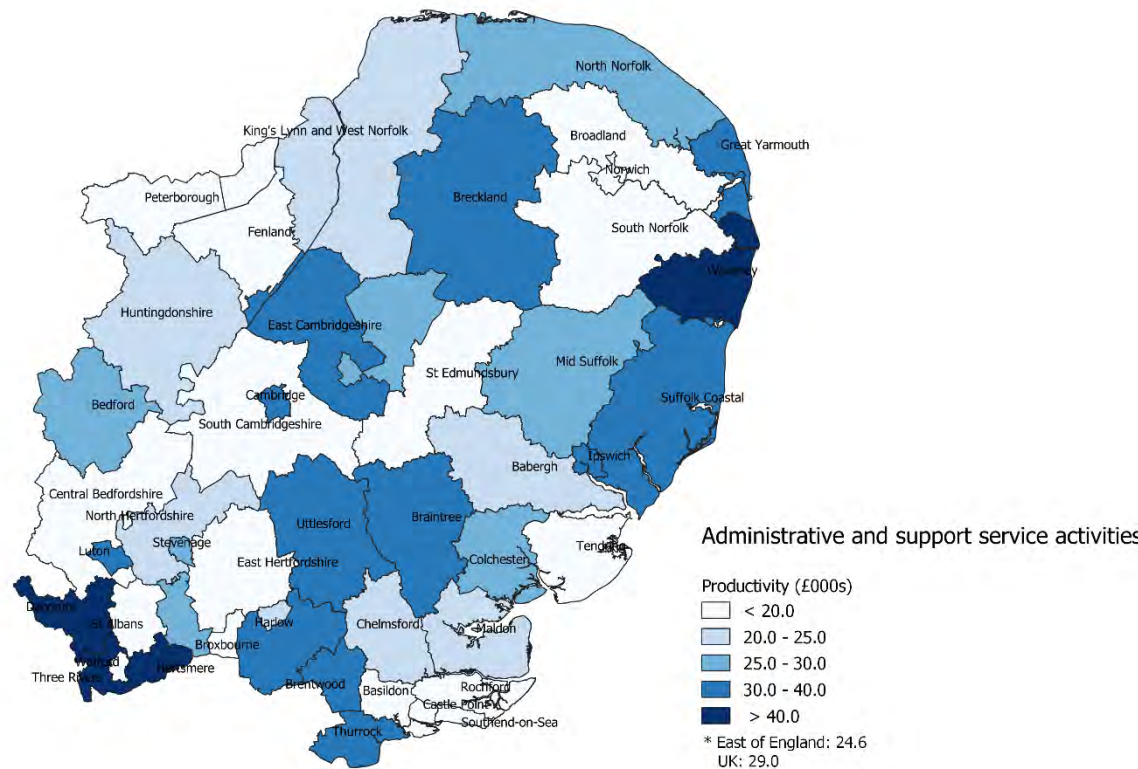 North Norfolk
King's Lynn and West Norfolk
Broadland
Great Yarmouth
Norwich
Peterborough
Breckland
Fenland
South Norfolk
Waveney
Huntingdonshire
East Cambridgeshire
Mid Suffolk
St Edmundsbury
Bedford
Cambridge
Suffolk Coastal
South Cambridgeshire
Ipswich
Babergh
Central Bedfordshire
North Hertfordshire
Uttlesford
Braintree
Stevenage
Luton
East Hertfordshire
Colchester
Tendring
Dacorum
St Albans
Harlow
Chelmsford
Maldon
Broxbourne
Watford
Hertsmere
Three Rivers
Brentwood
Basildon
Rochford
Castle Point
Southend-on-Sea
Thurrock
Administrative and support service activities
Productivity (£000s)
< 20.0
20.0 - 25.0
25.0 - 30.0
30.0 - 40.0
> 40.0
* East of England: 24.6
UK: 29.0